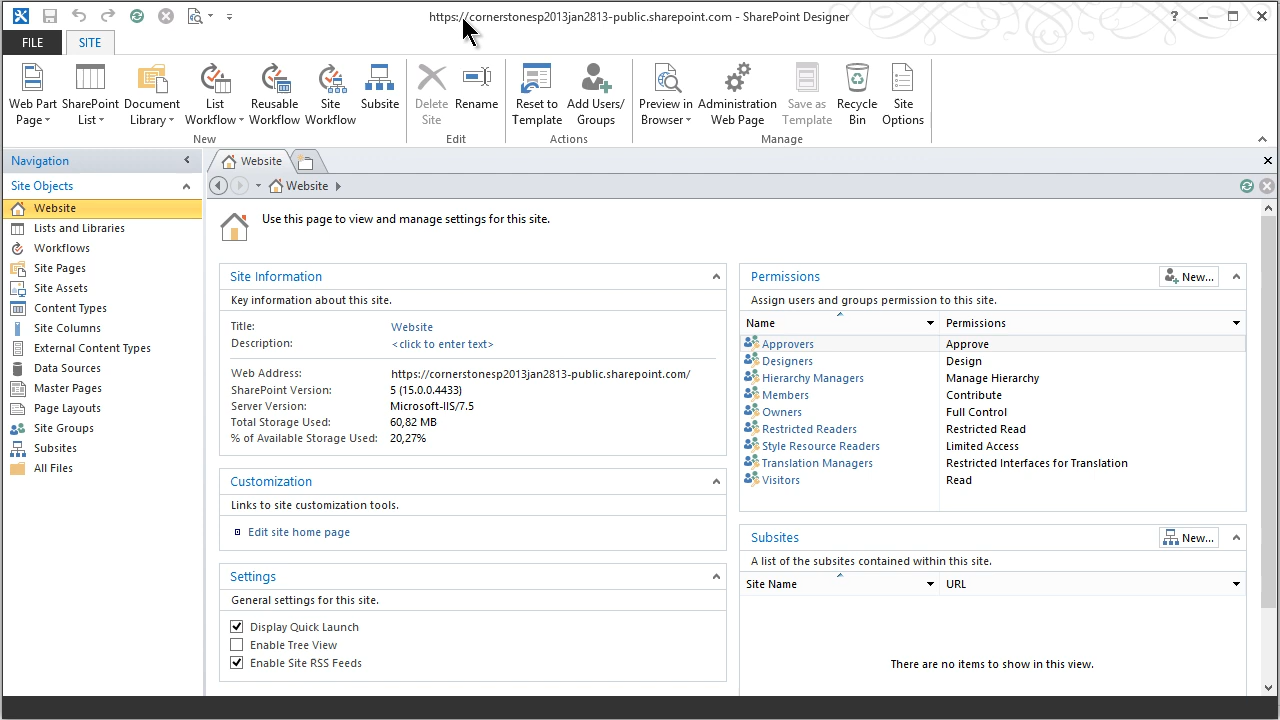 https://cornerstonesp2013jan2813-public.sharepoint.com - SharePoint Designer
?
FILE
SITE
Web Part Page
SharePoint List
Document Library
List Workflow
Reusable Workflow
Site Workflow
Subsite
Delete Site
Rename
Reset to Template
Add Users/ Groups
Preview in Browser
Administration Web Page
Save as Template
Recycle Bin
Site Options
New
Edit
Actions
Manage
Navigation
Website
Site Objects
Website
Website
Lists and Libraries
Workflows
Site Pages
Site Assets
Content Types
Site Columns
External Content Types
Data Sources
Master Pages
Page Layouts
Site Groups
Subsites
All Files
Use this page to view and manage settings for this site.
Site Information
Key information about this site.
Title: Website
Description: <click to enter text>
Web Address: https://cornerstonesp2013jan2813-public.sharepoint.com/
SharePoint Version: 5 (15.0.0.4433)
Server Version: Microsoft-IIS/7.5
Total Storage Used: 60,82 MB
% of Available Storage Used: 20,27%
Customization
Links to site customization tools.
Edit site home page
Settings
General settings for this site.
Display Quick Launch
Enable Tree View
Enable Site RSS Feeds
Permissions
New...
Assign users and groups permission to this site.
Name Permissions
Approvers Approve
Designers Design
Hierarchy Managers Manage Hierarchy
Members Contribute
Owners Full Control
Restricted Readers Restricted Read
Style Resource Readers Limited Access
Translation Managers Restricted Interfaces for Translation
Visitors Read
Subsites
New...
A list of the subsites contained within this site.
Site Name URL
There are no items to show in this view.